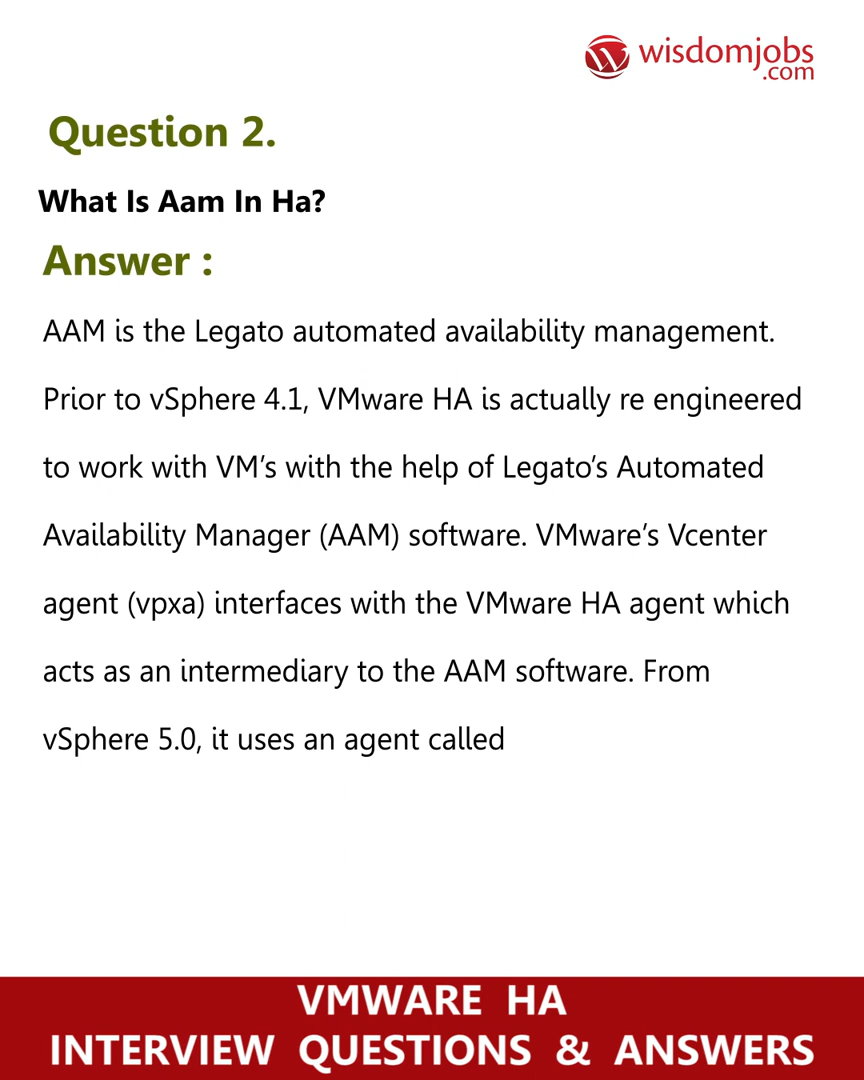 wisdomjobs
.com
Question 2.
What Is Aam In Ha?
Answer :
AAM is the Legato automated availability management.
Prior to vSphere 4.1, VMware HA is actually re engineered
to work with VM’s with the help of Legato’s Automated
Availability Manager (AAM) software. VMware’s Vcenter
agent (vpxa) interfaces with the VMware HA agent which
acts as an intermediary to the AAM software. From
vSphere 5.0, it uses an agent called
VMWARE HA
INTERVIEW QUESTIONS & ANSWERS